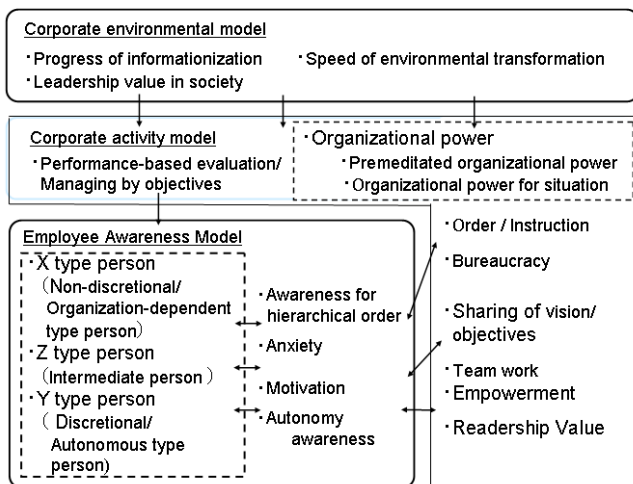 Corporate environmental model
・Progress of informationization
・Speed of environmental transformation
・Leadership value in society
Corporate activity model
・Performance-based evaluation/
Managing by objectives
・Organizational power
・Premeditated organizational power
・Organizational power for situation
Employee Awareness Model
・X type person
(Non-discretional/
Organization-dependent
type person)
・Z type person
(Intermediate person )
・Y type person
( Discretional/
Autonomous type
person)
・Awareness for
hierarchical order
・Anxiety
・Motivation
・Autonomy
awareness
・Order / Instruction
・Bureaucracy
・Sharing of vision/
objectives
・Team work
・Empowerment
・Readership Value